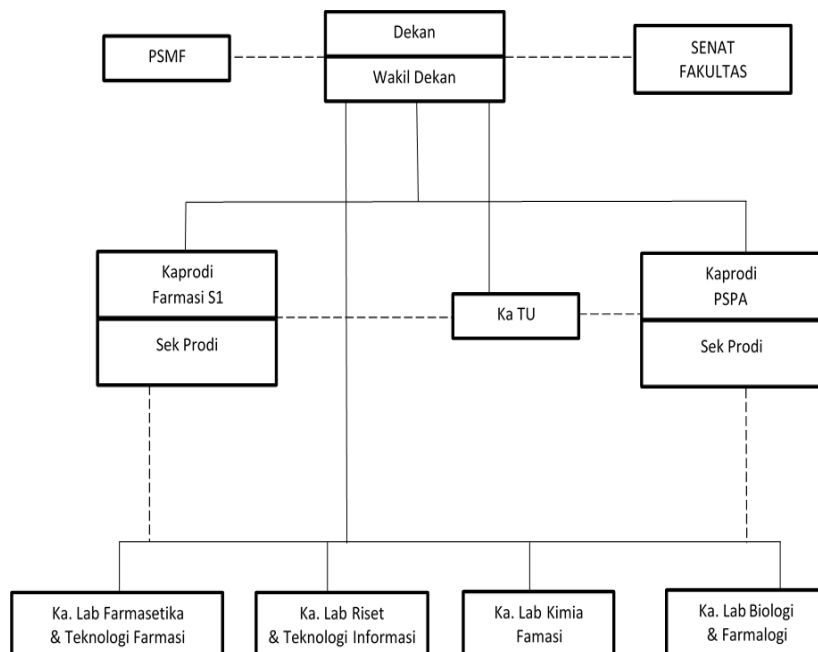 Dekan
PSMF
SENAT
FAKULTAS
Wakil Dekan
Kaprodi
Farmasi S1
Kaprodi
PSPA
Ka TU
Sek Prodi
Sek Prodi
Ka. Lab Farmasetika
& Teknologi Farmasi
Ka. Lab Riset
& Teknologi Informasi
Ka. Lab Kimia
Famasi
Ka. Lab Biologi
& Farmalogi